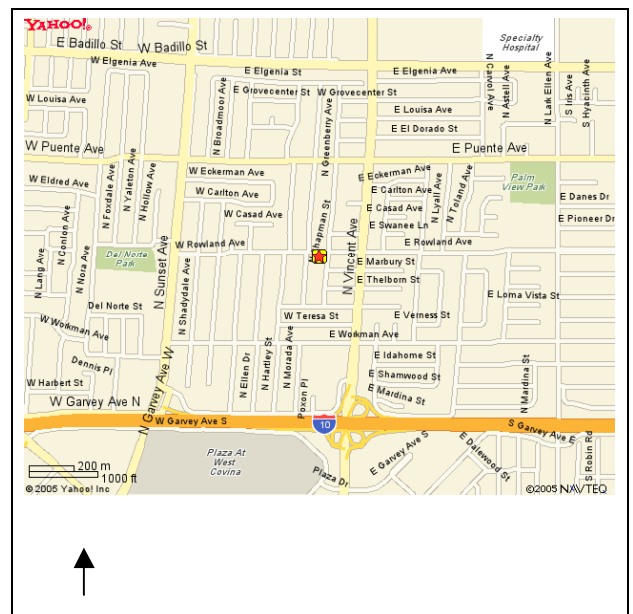 YAHOO!
E Badillo St
W Badillo St
Specialty
Hospital
W Elgenia Ave
E Elgenia St
E Elgenia Ave
N Carvol Ave
N Astell Ave
N Lark Ellen Ave
S Iris Ave
S Hyacinth Ave
W Louisa Ave
N Broadmoor Ave
E Grovecenter St
W Grovecenter St
N Greenberry Ave
E Louisa Ave
E El Dorado St
W Puente Ave
E Puente Ave
W Eckerman Ave
E Eckerman Ave
W Eldred Ave
N Foxdale Ave
N Yaleton Ave
N Hollow Ave
W Carlton Ave
E Carlton Ave
N Lyall Ave
N Toland Ave
Palm
View Park
E Danes Dr
W Casad Ave
E Casad Ave
E Pioneer Dr
E Swanee Ln
N Conlon Ave
N Lang Ave
N Nora Ave
Del Norte
Park
N Sunset Ave
W Rowland Ave
E Rowland Ave
Chapman St
N Vincent Ave
E Marbury St
E Thelborn St
N Shadydale Ave
Del Norte St
E Loma Vista St
W Teresa St
E Verness St
W Workman Ave
E Workman Ave
N Ellen Dr
N Hartley St
N Morada Ave
Poxon Pl
E Idahome St
E Shamwood St
E Mardina St
N Mardina St
Dennis Pl
W Harbert St
W Garvey Ave N
N Garvey Ave W
W Garvey Ave S
10
S Garvey Ave E
E Garvey Ave S
E Dalewood St
S Robin Rd
Plaza At
West
Covina
Plaza Dr
200 m
1000 ft
©2005 Yahoo! Inc
©2005 NAVTEQ